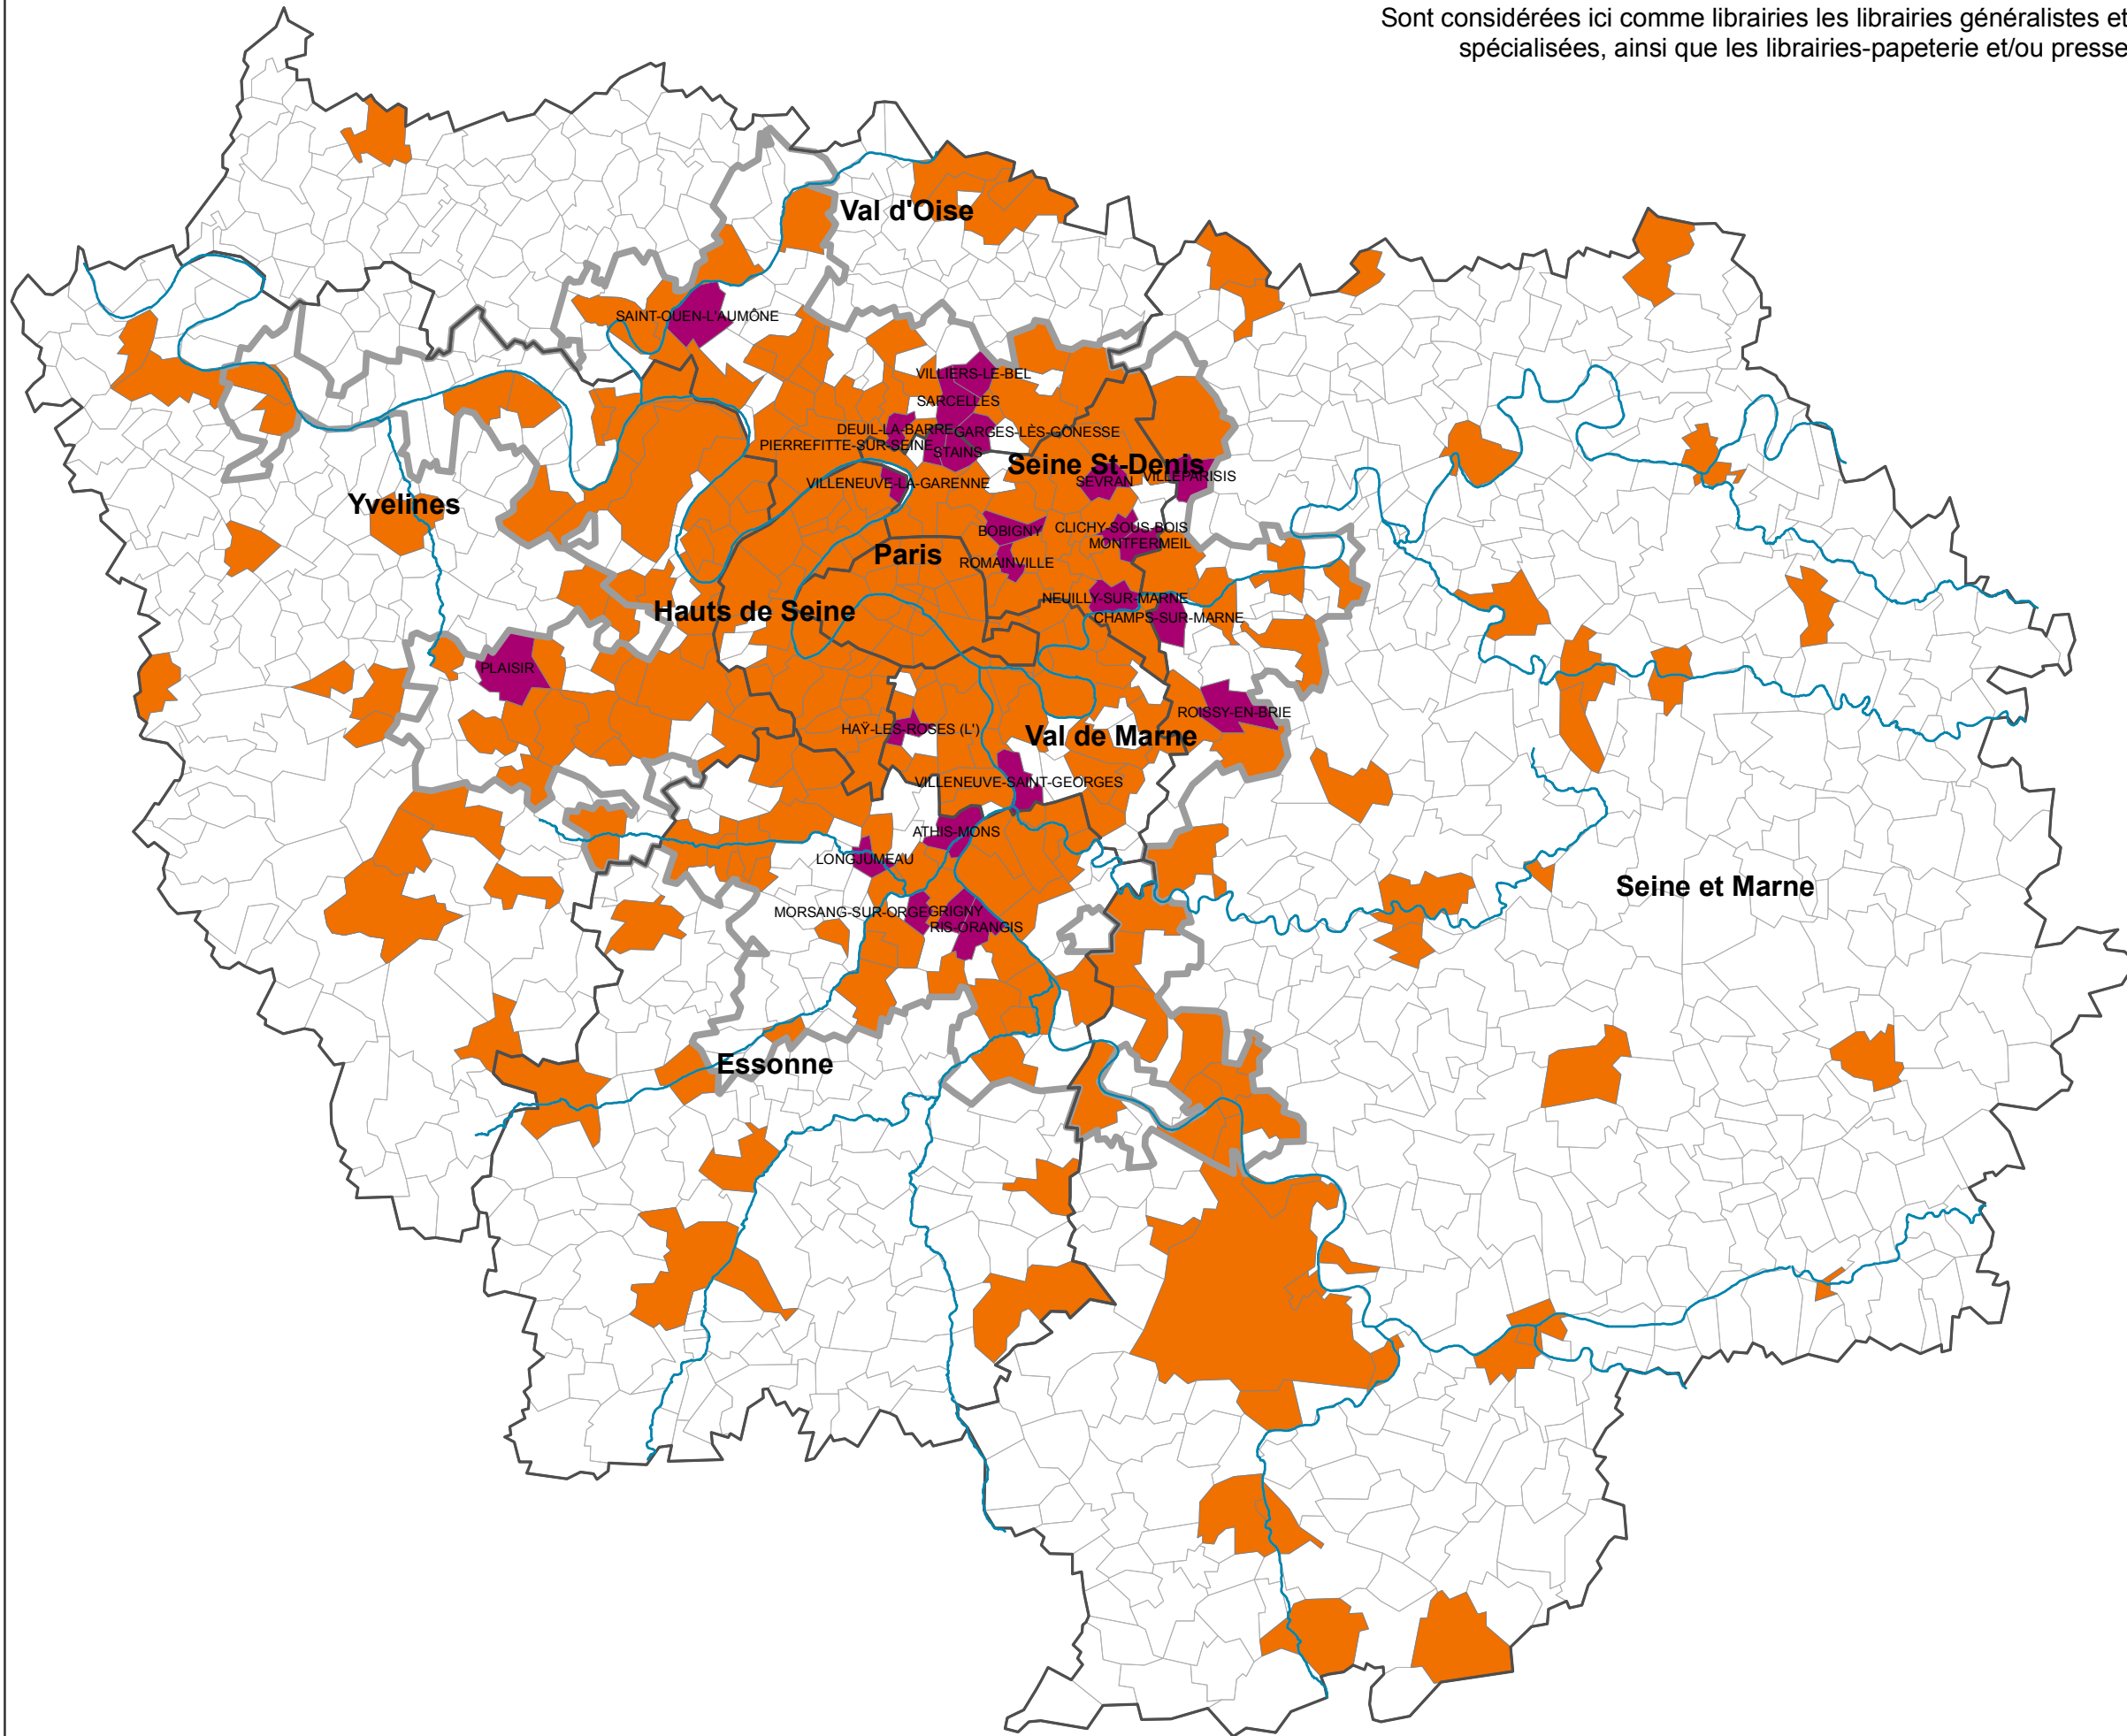 Sont considérées ici comme librairies les librairies généralistes et
spécialisées, ainsi que les librairies-papeterie et/ou presse
Val d'Oise
SAINT-OUEN-L'AUMÔNE
VILLIERS-LE-BEL
SARCELLES
DEUIL-LA-BARRE
GARGES-LÈS-GONESSE
PIERREFITTE-SUR-SEINE
STAINS
Seine St-Denis
VILLEPARISIS
SEVRAN
VILLENEUVE-LA-GARENNE
Yvelines
BOBIGNY
CLICHY-SOUS-BOIS
MONTFERMEIL
Paris
ROMAINVILLE
NEUILLY-SUR-MARNE
Hauts de Seine
CHAMPS-SUR-MARNE
PLAISIR
ROISSY-EN-BRIE
HAŸ-LES-ROSES (L')
Val de Marne
VILLENEUVE-SAINT-GEORGES
ATHIS-MONS
LONGJUMEAU
Seine et Marne
MORSANG-SUR-ORGE
GRIGNY
RIS-ORANGIS
Essonne